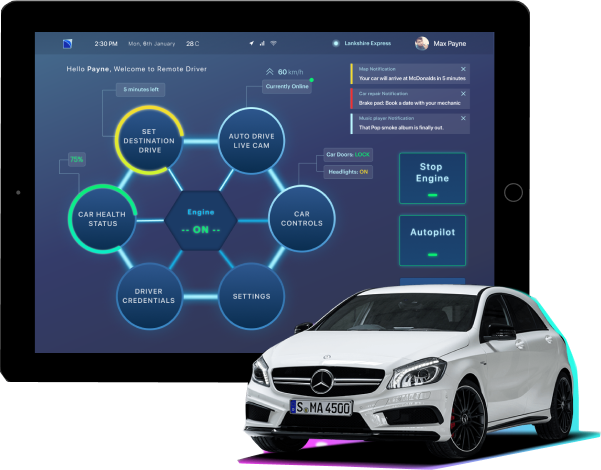 2:30 PM Mon, 6th January 28 C Lankshire Express Max Payne
Hello Payne, Welcome to Remote Driver
60 km/h
Currently Online
5 minutes left
Map Notification
Your car will arrive at McDonalds in 5 minutes
Car repair Notification
Brake pad: Book a date with your mechanic
Music player Notification
That Pop smoke album is finally out.
SET
DESTINATION
DRIVE
AUTO DRIVE
LIVE CAM
75%
Car Doors: LOCK
Headlights: ON
CAR HEALTH
STATUS
Engine
-- ON --
CAR
CONTROLS
DRIVER
CREDENTIALS
SETTINGS
Stop
Engine
Autopilot
S MA 4500